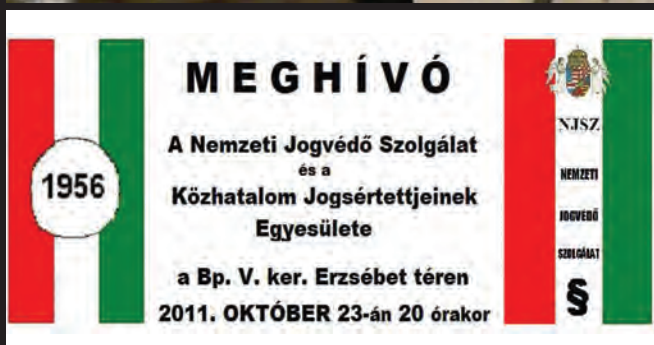 1956
MEGHÍVÓ
A Nemzeti Jogvédő Szolgálat
és a
Közhatalom Jogsértettjeinek
Egyesülete
a Bp. V. ker. Erzsébet téren
2011. OKTÓBER 23-án 20 órakor
NJSZ
NEMZETI
JOGVÉDŐ
SZOLGÁLAT
§